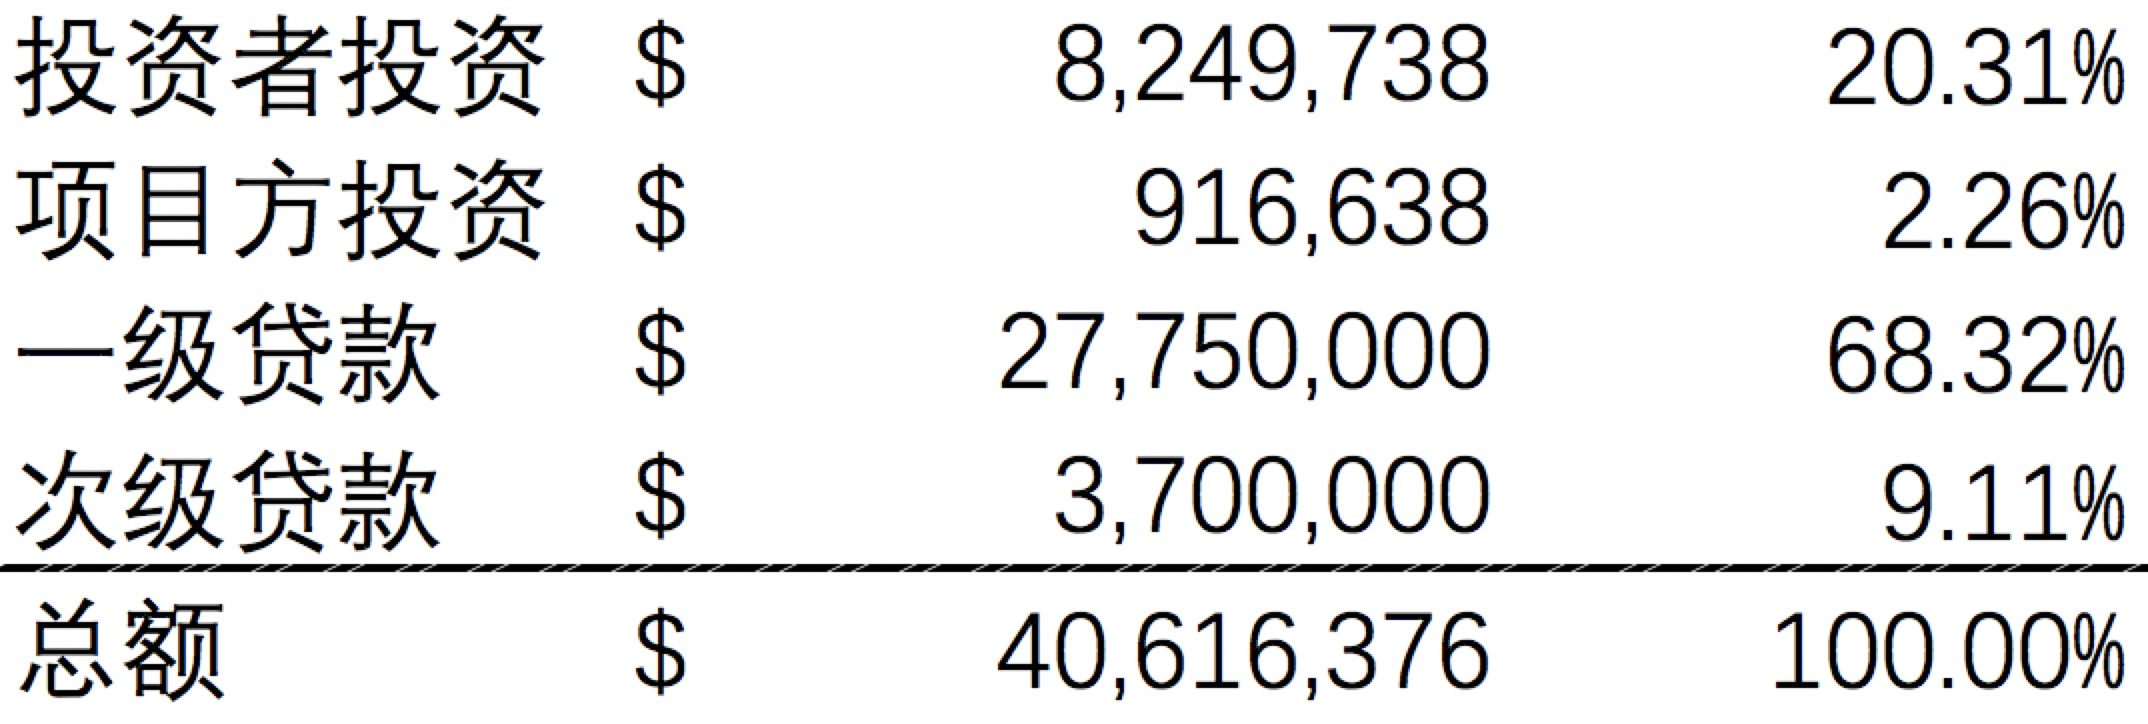 投资者投资 $ 8,249,738 20.31%
项目方投资 $ 916,638 2.26%
一级贷款 $ 27,750,000 68.32%
次级贷款 $ 3,700,000 9.11%
总额 $ 40,616,376 100.00%